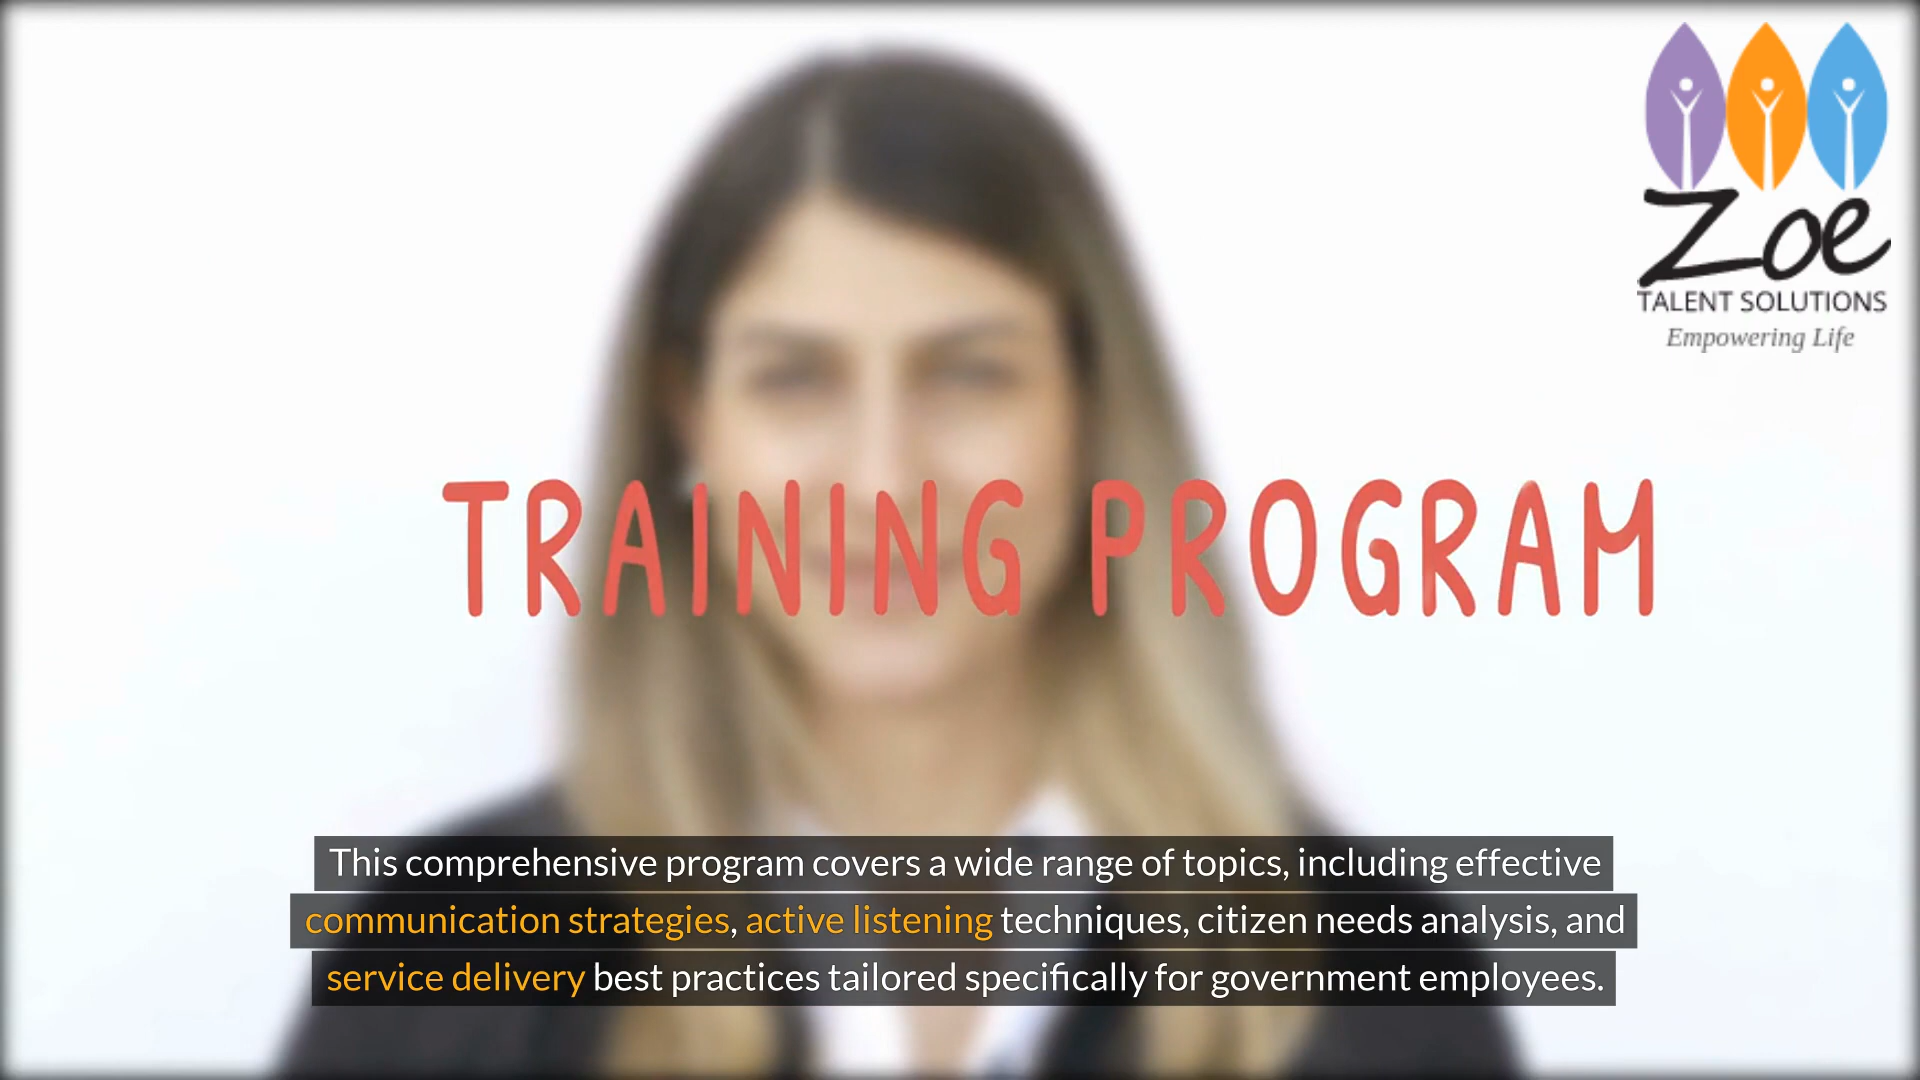 Zoe
TALENT SOLUTIONS
Empowering Life
TRAINING PROGRAM
This comprehensive program covers a wide range of topics, including effective
communication strategies, active listening techniques, citizen needs analysis, and
service delivery best practices tailored specifically for government employees.